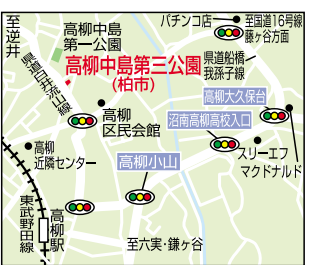 至逆井
高柳中島
第一公園
パチンコ店
至国道16号線
藤ヶ谷方面
県道白井流山線
高柳中島第三公園
(柏市)
県道船橋
我孫子線
高柳大久保台
高柳
区民会館
沼南高柳高校入口
高柳
近隣センター
高柳小山
スリーエフ
マクドナルド
東武野田線
高柳駅
至六実・鎌ヶ谷